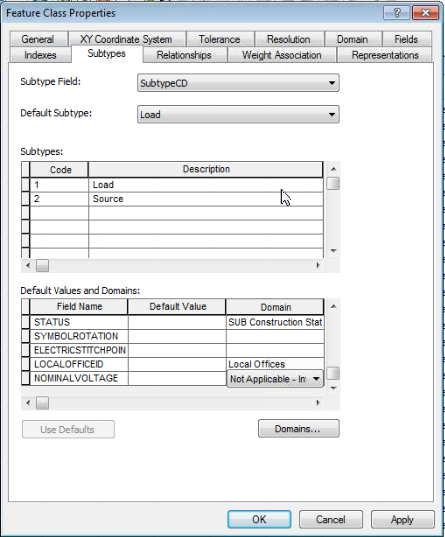 Feature Class Properties
General XY Coordinate System Tolerance Resolution Domain Fields
Indexes Subtypes Relationships Weight Association Representations
Subtype Field: SubtypeCD
Default Subtype: Load
Subtypes:
Code Description
1 Load
2 Source
Default Values and Domains:
Field Name Default Value Domain
STATUS SUB Construction Stat
SYMBOLROTATION
ELECTRICSTITCHPOIN
LOCALOFFICEID Local Offices
NOMINALVOLTAGE Not Applicable - In
Use Defaults Domains...
OK Cancel Apply